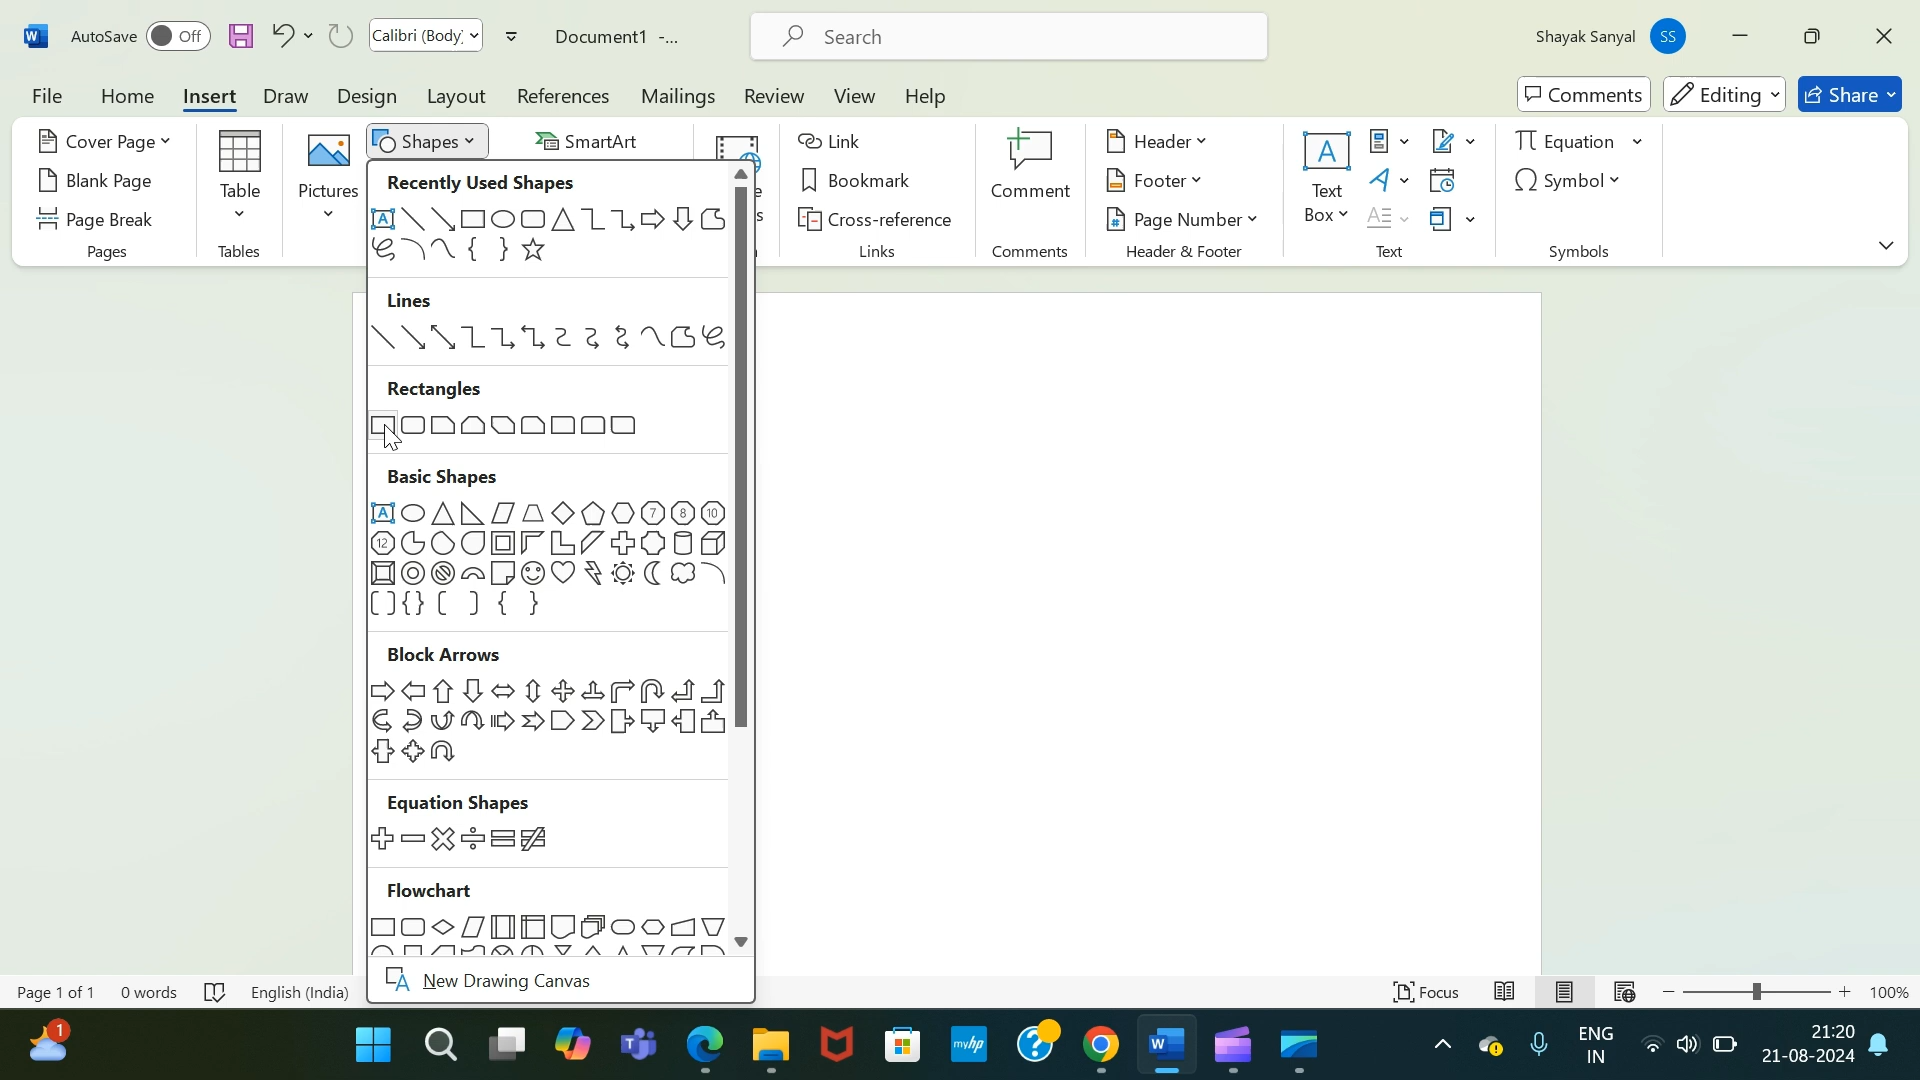 AutoSave Off Calibri (Body) Document1 -... Search Shayak Sanyal SS
File Home Insert Draw Design Layout References Mailings Review View Help Comments Editing Share
Cover Page
Blank Page
Page Break
Pages
Table
Tables
Pictures
Shapes
SmartArt
Link
Bookmark
Cross-reference
Links
Comment
Comments
Header
Footer
Page Number
Header & Footer
Text
Box
Text
Equation
Symbol
Symbols
Recently Used Shapes
Lines
Rectangles
Basic Shapes
Block Arrows
Equation Shapes
Flowchart
New Drawing Canvas
Page 1 of 1 0 words English (India) Focus 100%
1 myhp ENG
IN
21:20
21-08-2024